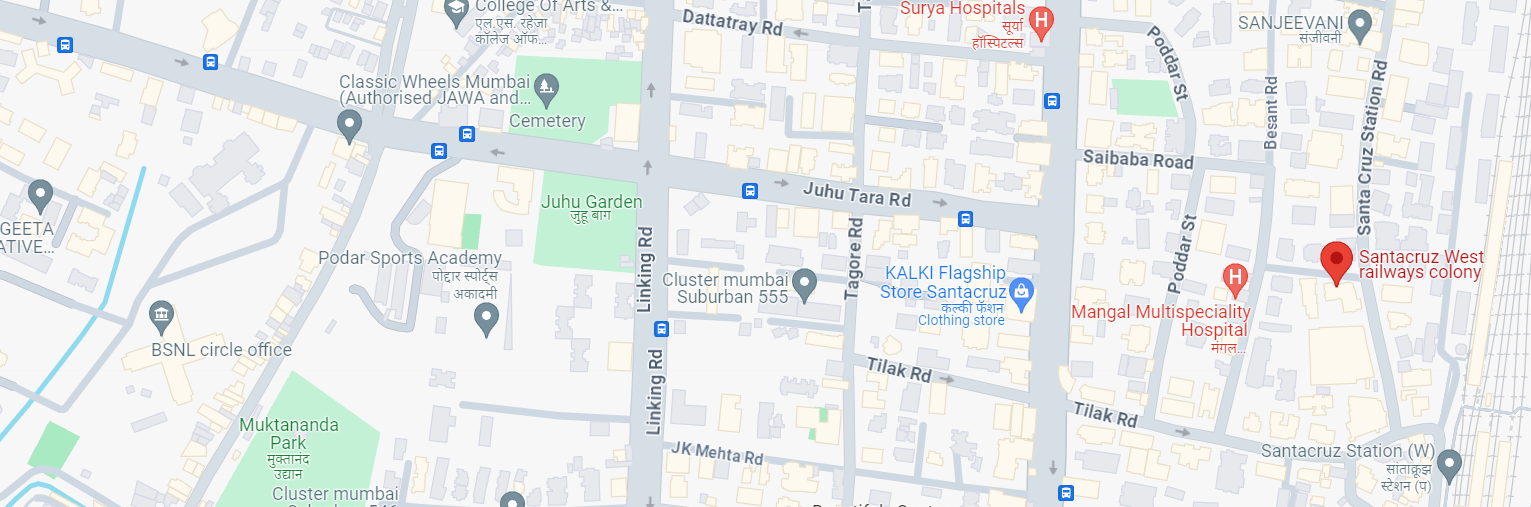 College Of Arts &...
एल.एस. रहेजा
कॉलेज ऑफ...
Dattatray Rd
Surya Hospitals
सूर्या
हॉस्पिटल्स
SANJEEVANI
संजीवनी
Poddar St
Besant Rd
Santa Cruz Station Rd
Classic Wheels Mumbai
(Authorised JAWA and...
Cemetery
Saibaba Road
Juhu Tara Rd
Juhu Garden
जुहू बाग
GEETA
ATIVE...
Linking Rd
Tagore Rd
Poddar St
Podar Sports Academy
पोद्दार स्पोर्ट्स
अकादमी
Cluster mumbai
Suburban 555
KALKI Flagship
Store Santacruz
कल्की फॅशन
Clothing store
Santacruz West
railways colony
Mangal Multispeciality
Hospital
मंगल...
BSNL circle office
Linking Rd
Tilak Rd
Tilak Rd
Muktananda
Park
मुक्तानंद
उद्यान
JK Mehta Rd
Santacruz Station (W)
सांताक्रूझ
स्टेशन (प)
Cluster mumbai